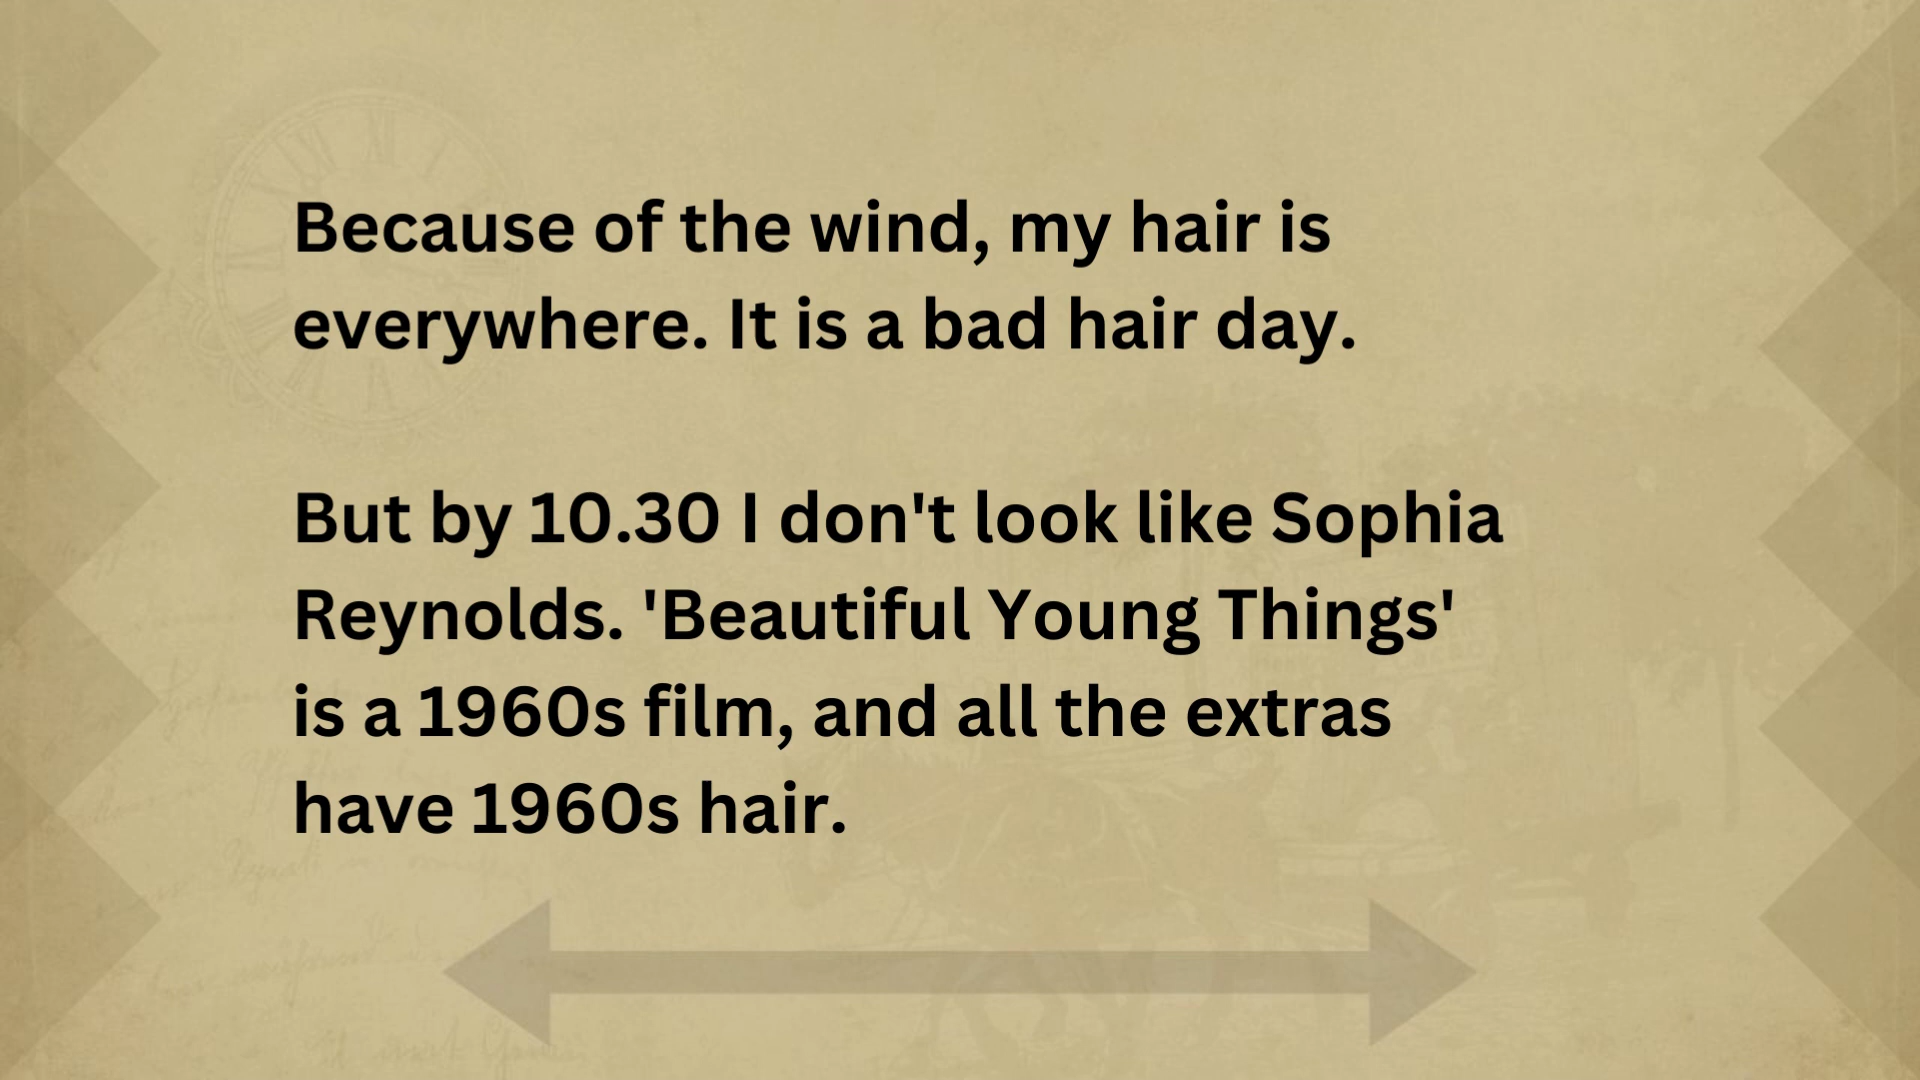 Because of the wind, my hair is
everywhere. It is a bad hair day.
But by 10.30 I don't look like Sophia
Reynolds. 'Beautiful Young Things'
is a 1960s film, and all the extras
have 1960s hair.